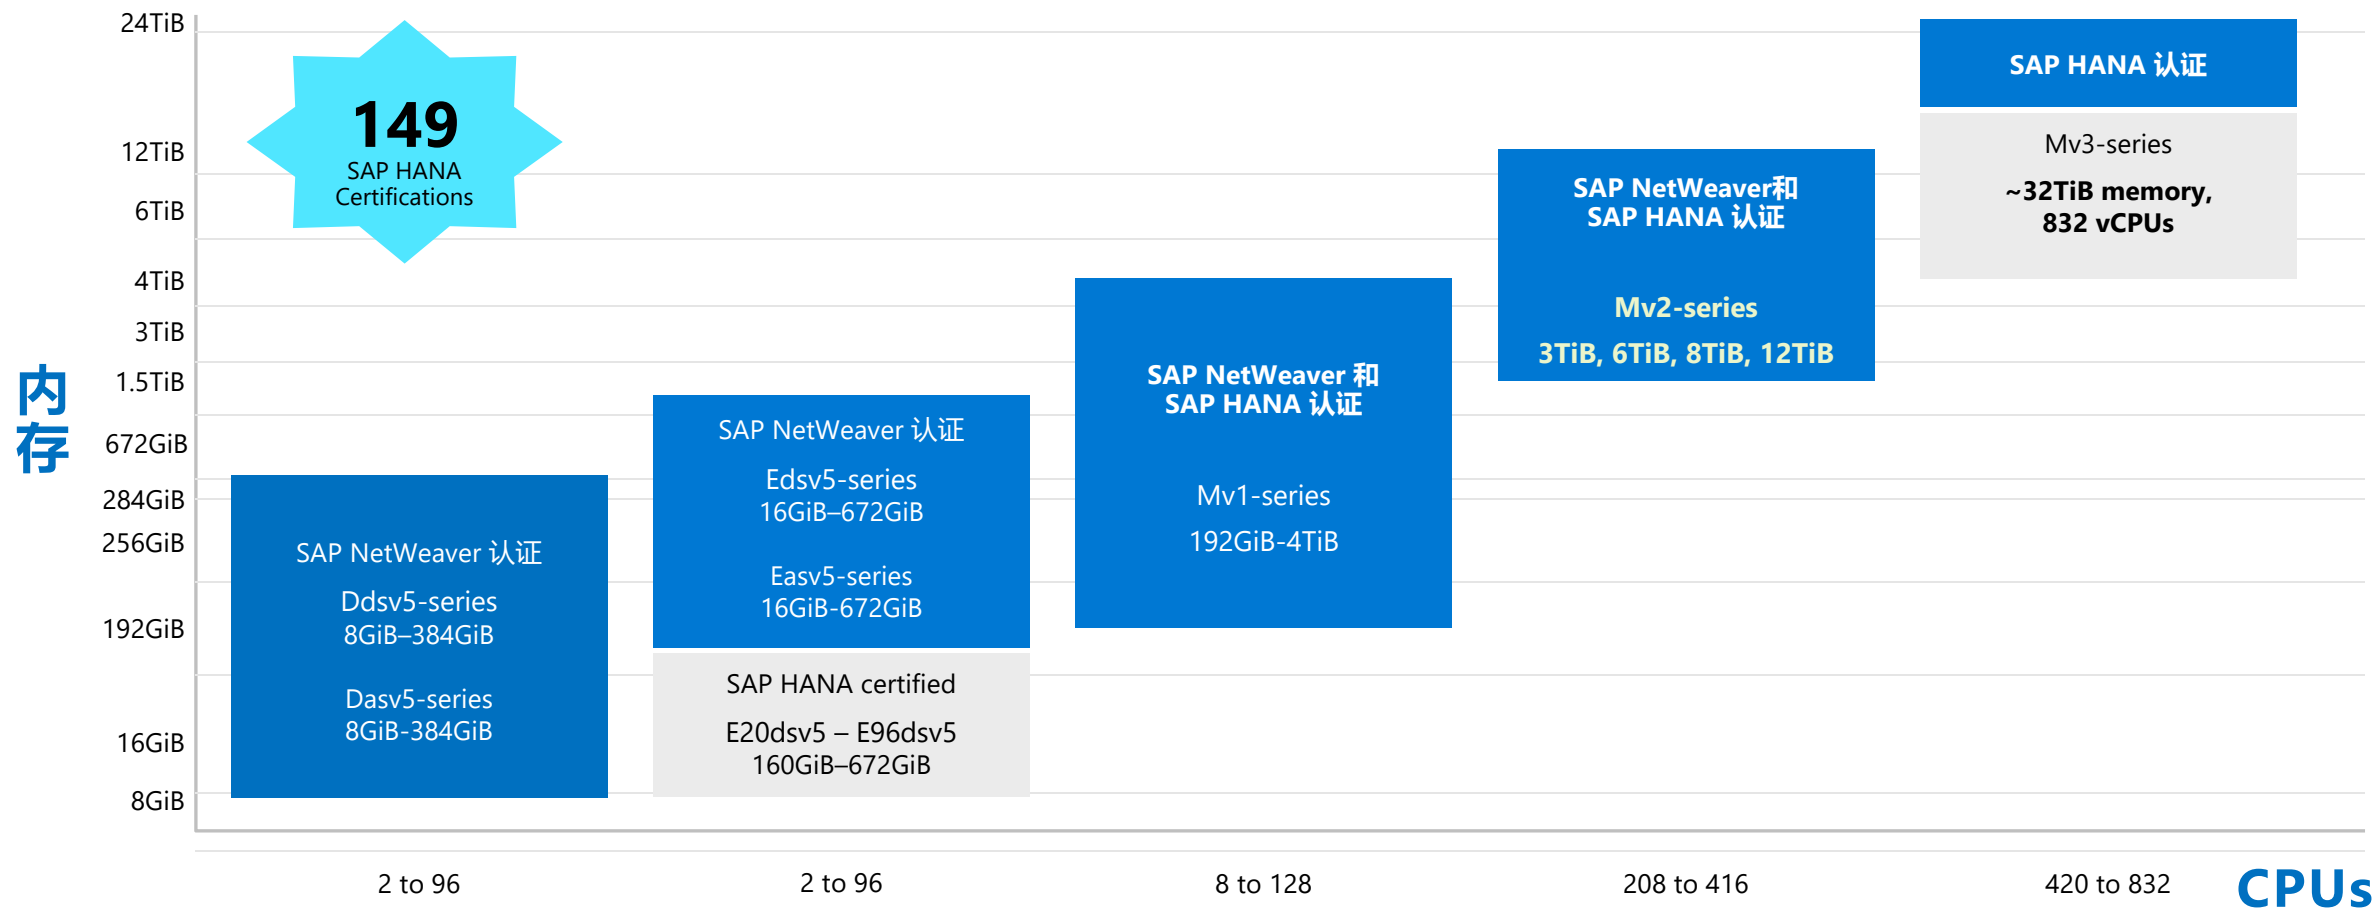 24TiB
12TiB
6TiB
4TiB
3TiB
1.5TiB
672GiB
284GiB
256GiB
192GiB
16GiB
8GiB
内
存
149
SAP HANA
Certifications
SAP NetWeaver 认证
Ddsv5-series
8GiB–384GiB
Dasv5-series
8GiB-384GiB
SAP NetWeaver 认证
Edsv5-series
16GiB–672GiB
Easv5-series
16GiB-672GiB
SAP HANA certified
E20dsv5 – E96dsv5
160GiB–672GiB
SAP NetWeaver 和
SAP HANA 认证
Mv1-series
192GiB-4TiB
SAP NetWeaver和
SAP HANA 认证
Mv2-series
3TiB, 6TiB, 8TiB, 12TiB
SAP HANA 认证
Mv3-series
~32TiB memory,
832 vCPUs
2 to 96
2 to 96
8 to 128
208 to 416
420 to 832
CPUs